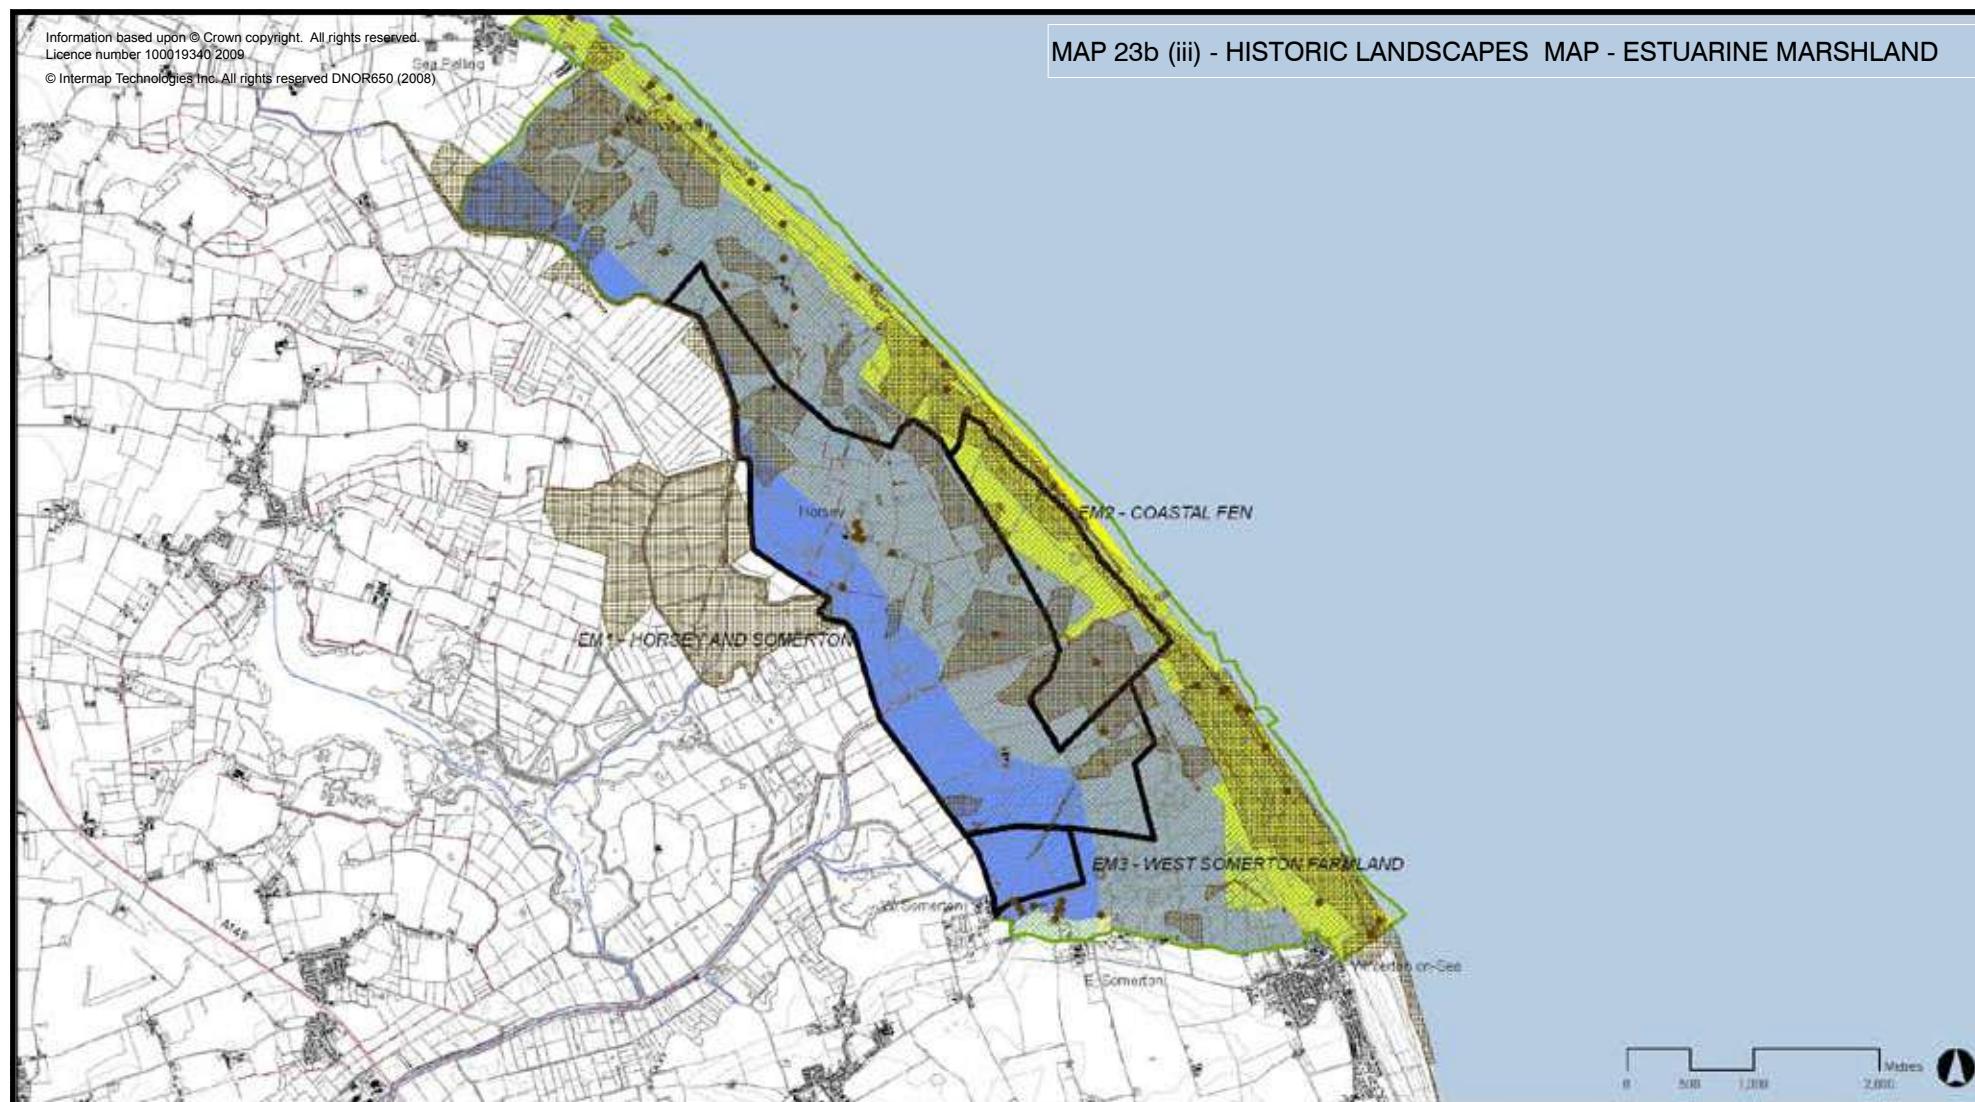 Information based upon © Crown copyright. All rights reserved.
Licence number 100019340 2009
© Intermap Technologies Inc. All rights reserved DNOR650 (2008)
MAP 23b (iii) - HISTORIC LANDSCAPES MAP - ESTUARINE MARSHLAND
Sea Palling
Horsey
EM2 - COASTAL FEN
EM1 - HORSEY AND SOMERTON
EM3 - WEST SOMERTON FARMLAND
W Somerton
A149
E. Somerton
Winterton-on-Sea
Metres
0 500 1,000 2,000